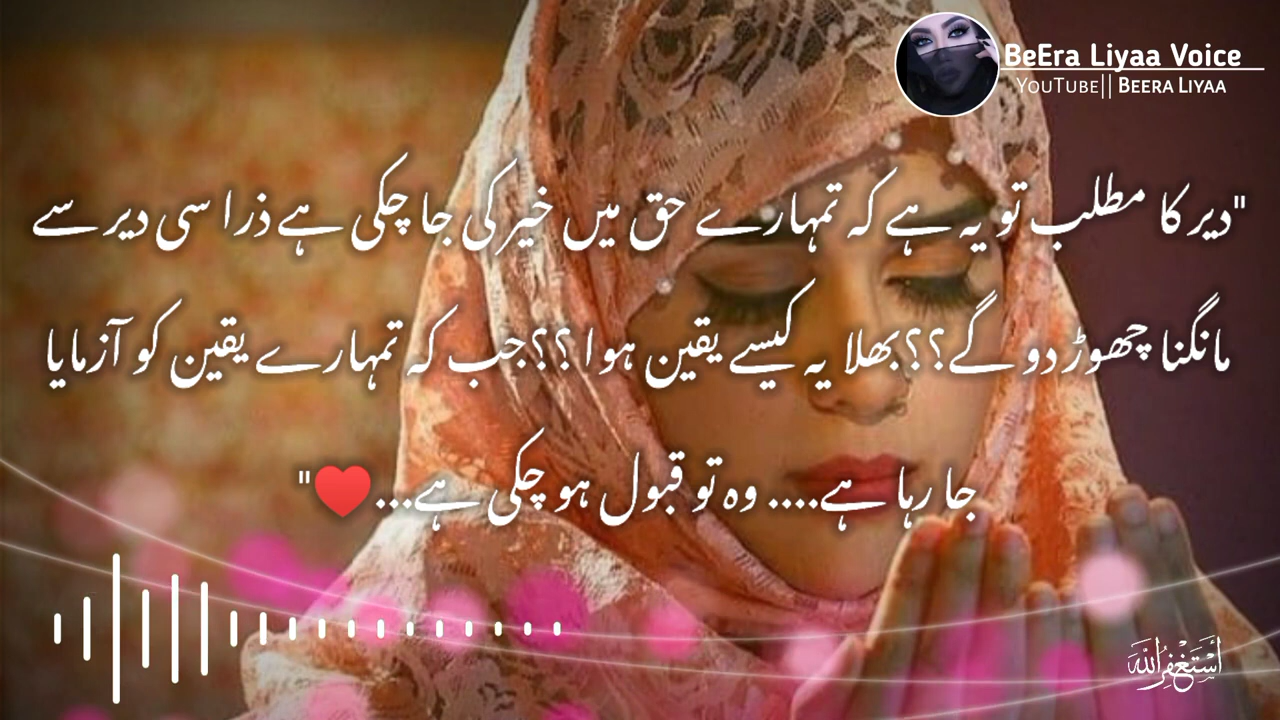 BeEra Liyaa Voice
YouTube|| Beera Liyaa
"دیر کا مطلب تو یہ ہے کہ تمہارے حق میں خیر کی جا چکی ہے ذرا سی دیر سے
مانگنا چھوڑ دو گے؟؟بھلا یہ کیسے یقین ہوا ؟؟جب کہ تمہارے یقین کو آزمایا
جا رہا ہے.... وہ تو قبول ہو چکی ہے...♥"
أَسْتَغْفِرُ اللّٰه